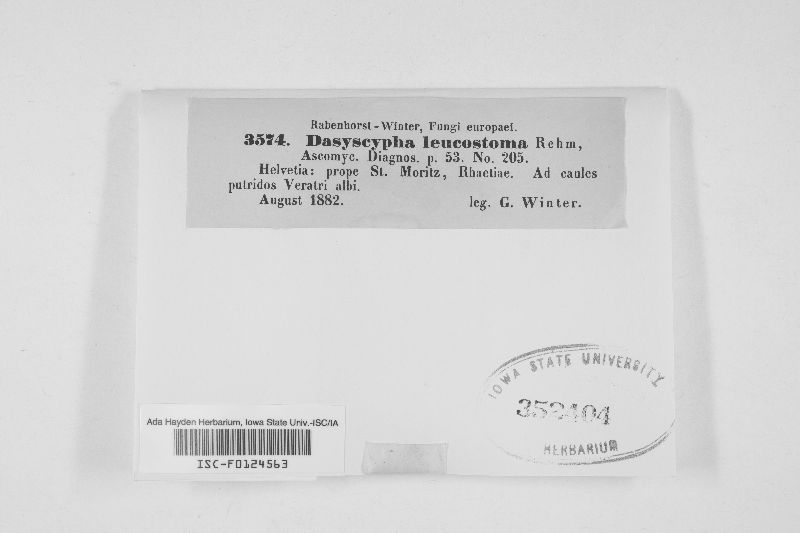 Rabenhorst-Winter, Fungi europaei.
3574. Dasyscypha leucostoma Rehm,
Ascomyc. Diagnos. p. 53. No. 205.
Helvetia: prope St. Moritz, Rhaetiae. Ad caules
putridos Veratri albi.
August 1882. leg. G. Winter.
IOWA STATE UNIVERSITY
358404
HERBARIUM
Ada Hayden Herbarium, Iowa State Univ.-ISC/IA
ISC-F0124563